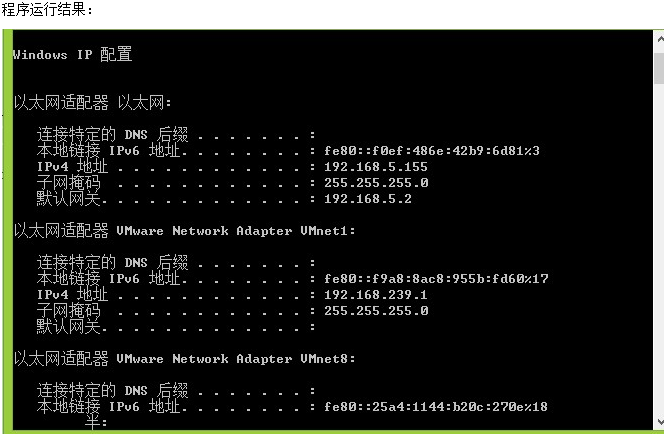 程序运行结果：
Windows IP 配置
以太网适配器 以太网:
连接特定的 DNS 后缀 . . . . . . . :
本地链接 IPv6 地址. . . . . . . . : fe80::f0ef:486e:42b9:6d81%3
IPv4 地址 . . . . . . . . . . . . : 192.168.5.155
子网掩码 . . . . . . . . . . . . : 255.255.255.0
默认网关. . . . . . . . . . . . . : 192.168.5.2
以太网适配器 VMware Network Adapter VMnet1:
连接特定的 DNS 后缀 . . . . . . . :
本地链接 IPv6 地址. . . . . . . . : fe80::f9a8:8ac8:955b:fd60%17
IPv4 地址 . . . . . . . . . . . . : 192.168.239.1
子网掩码 . . . . . . . . . . . . : 255.255.255.0
默认网关. . . . . . . . . . . . . :
以太网适配器 VMware Network Adapter VMnet8:
连接特定的 DNS 后缀 . . . . . . . :
本地链接 IPv6 地址. . . . . . . . : fe80::25a4:1144:b20c:270e%18
半: